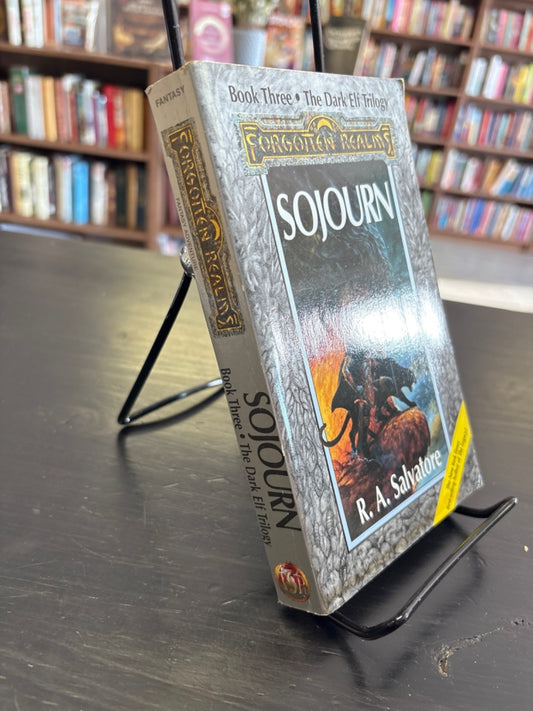 Book Three • The Dark Elf Trilogy
FORGOTTEN REALMS
SOJOURN
R. A. Salvatore
FANTASY
FORGOTTEN REALMS
SOJOURN
Book Three • The Dark Elf Trilogy